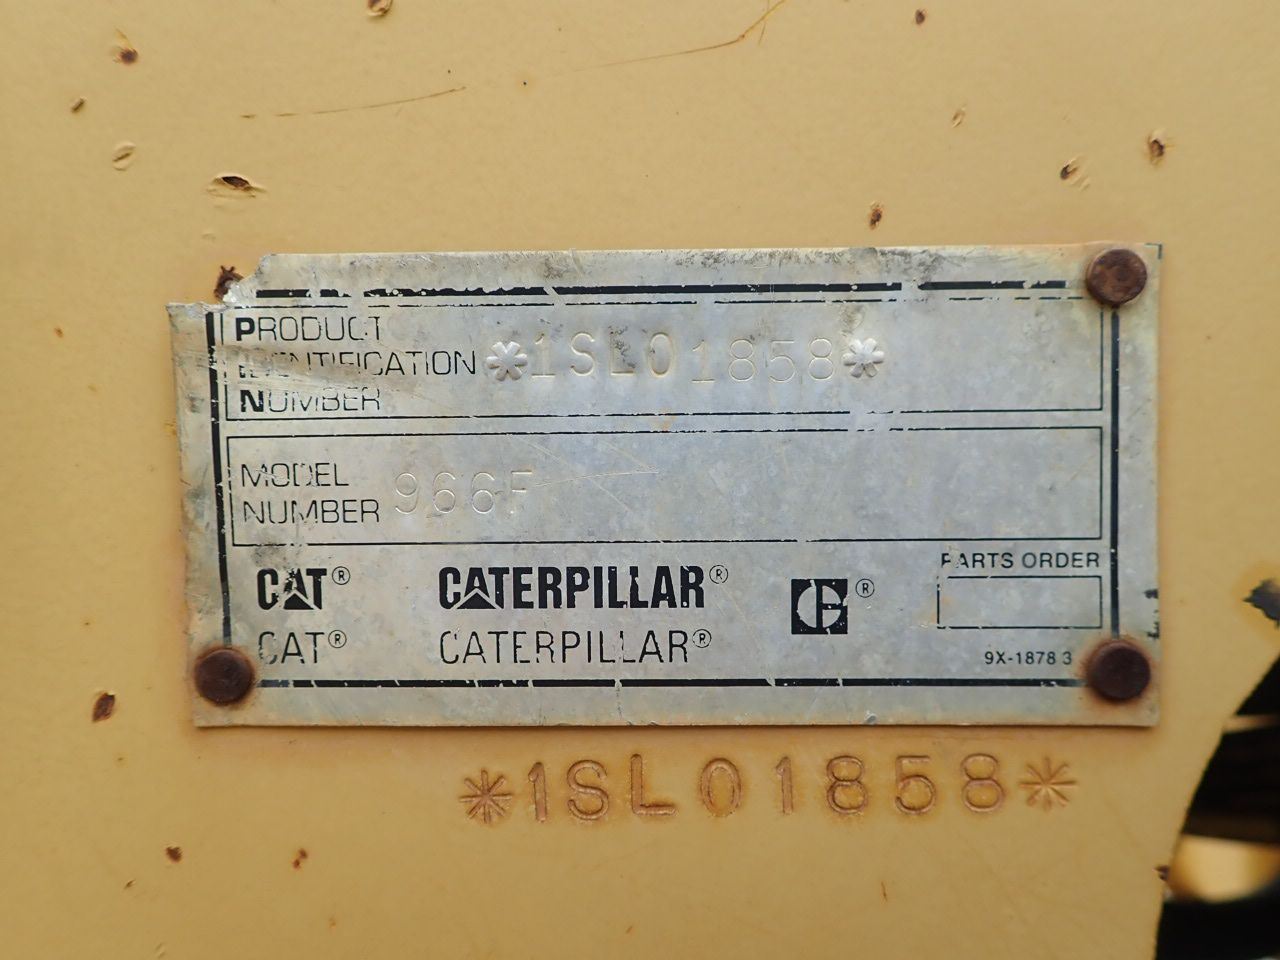 PRODUCT
IDENTIFICATION *1SL01858*
NUMBER
MODEL
NUMBER 966F
PARTS ORDER
CAT® CATERPILLAR® ®
CAT® CATERPILLAR®
9X-1878 3
*1SL01858*